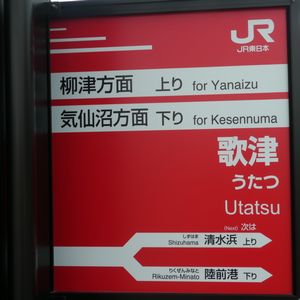 JR
JR東日本
柳津方面 上り for Yanaizu
気仙沼方面 下り for Kesennuma
歌津
うたつ
Utatsu
(Next) 次は
しずはま
Shizuhama 清水浜 上り
りくぜんみなと
Rikuzem-Minato 陸前港 下り